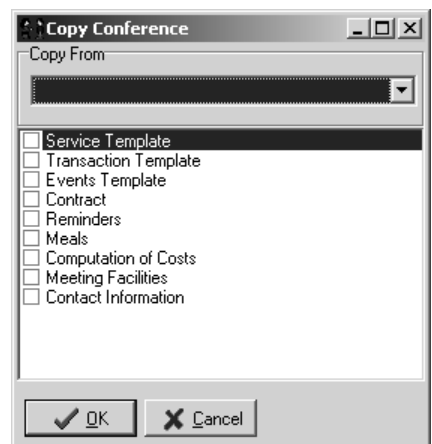 Copy Conference
Copy From
Service Template
Transaction Template
Events Template
Contract
Reminders
Meals
Computation of Costs
Meeting Facilities
Contact Information
OK
Cancel